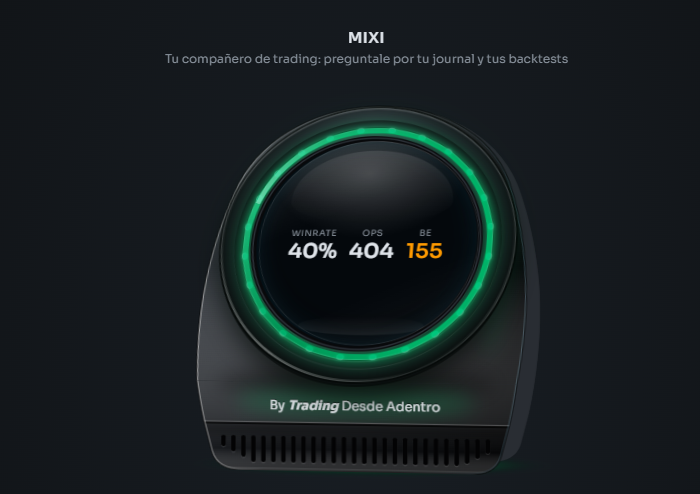 MIXI
Tu compañero de trading: preguntale por tu journal y tus backtests
WINRATE OPS BE
40% 404 155
By Trading Desde Adentro